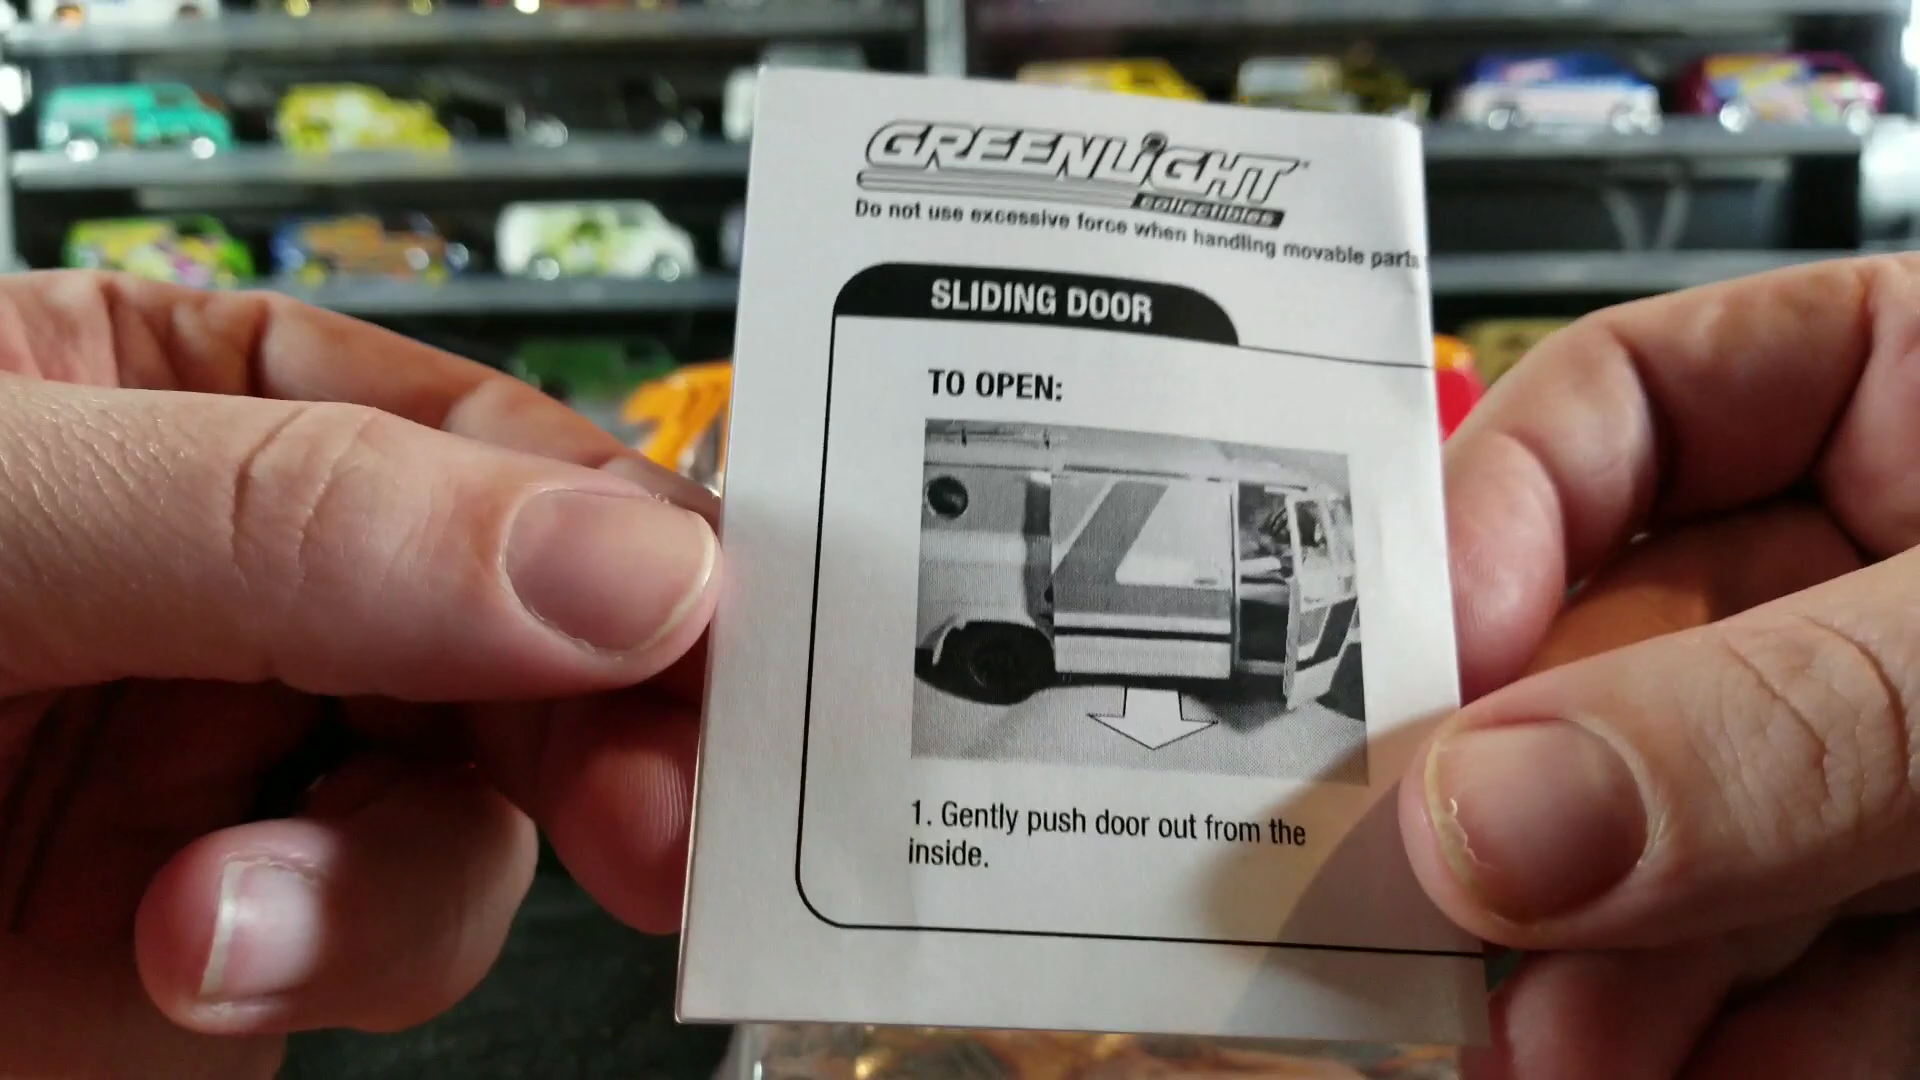 GREENLiGHT
collectibles
Do not use excessive force when handling movable parts
SLIDING DOOR
TO OPEN:
1. Gently push door out from the
inside.